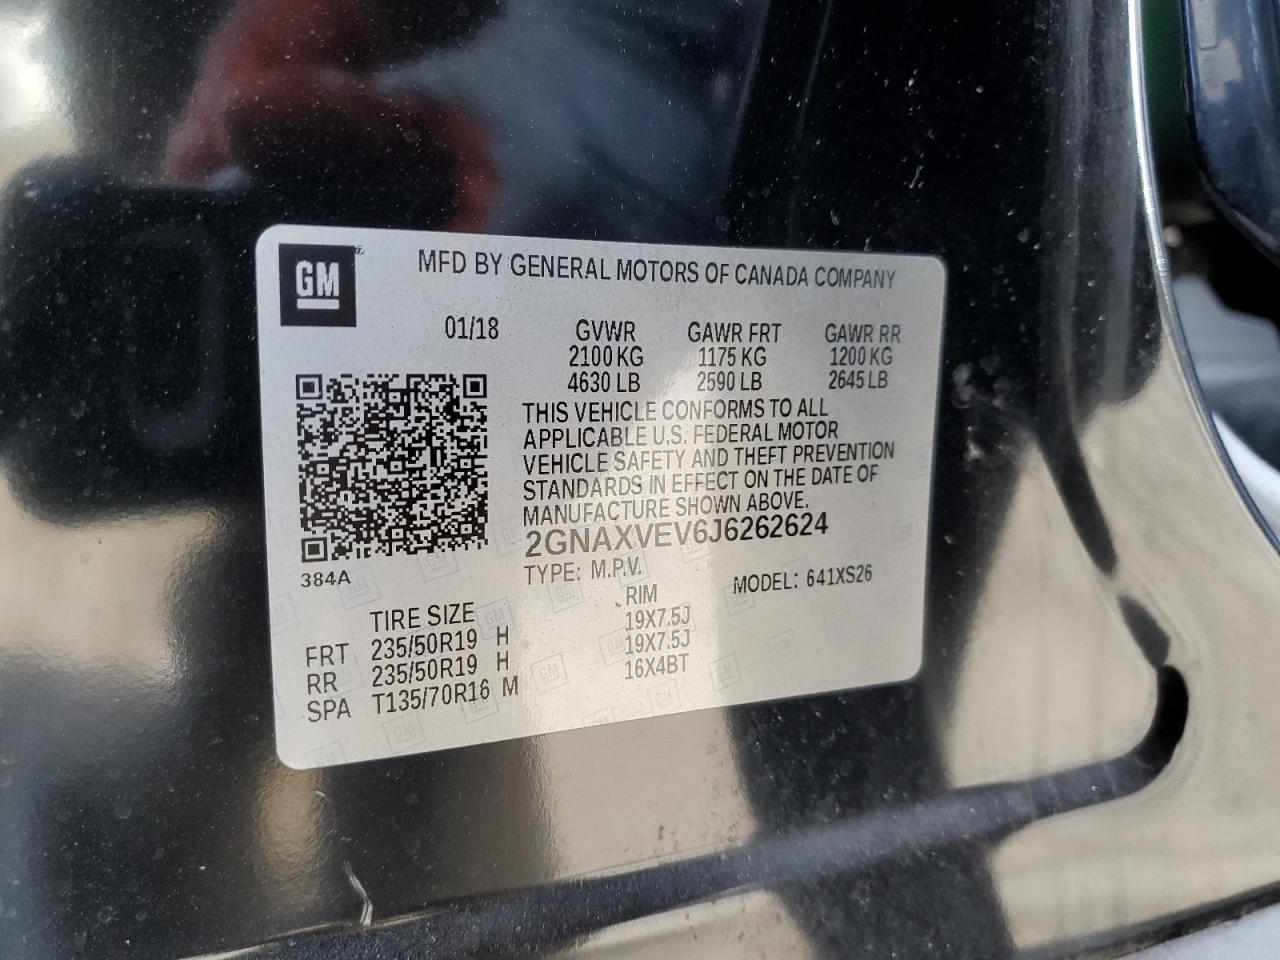 GM
MFD BY GENERAL MOTORS OF CANADA COMPANY
01/18 GVWR GAWR FRT GAWR RR
2100 KG 1175 KG 1200 KG
4630 LB 2590 LB 2645 LB
THIS VEHICLE CONFORMS TO ALL
APPLICABLE U.S. FEDERAL MOTOR
VEHICLE SAFETY AND THEFT PREVENTION
STANDARDS IN EFFECT ON THE DATE OF
MANUFACTURE SHOWN ABOVE.
2GNAXVEV6J6262624
384A
TYPE: M.P.V. MODEL: 641XS26
TIRE SIZE RIM
FRT 235/50R19 H 19X7.5J
RR 235/50R19 H 19X7.5J
SPA T135/70R16 M 16X4BT